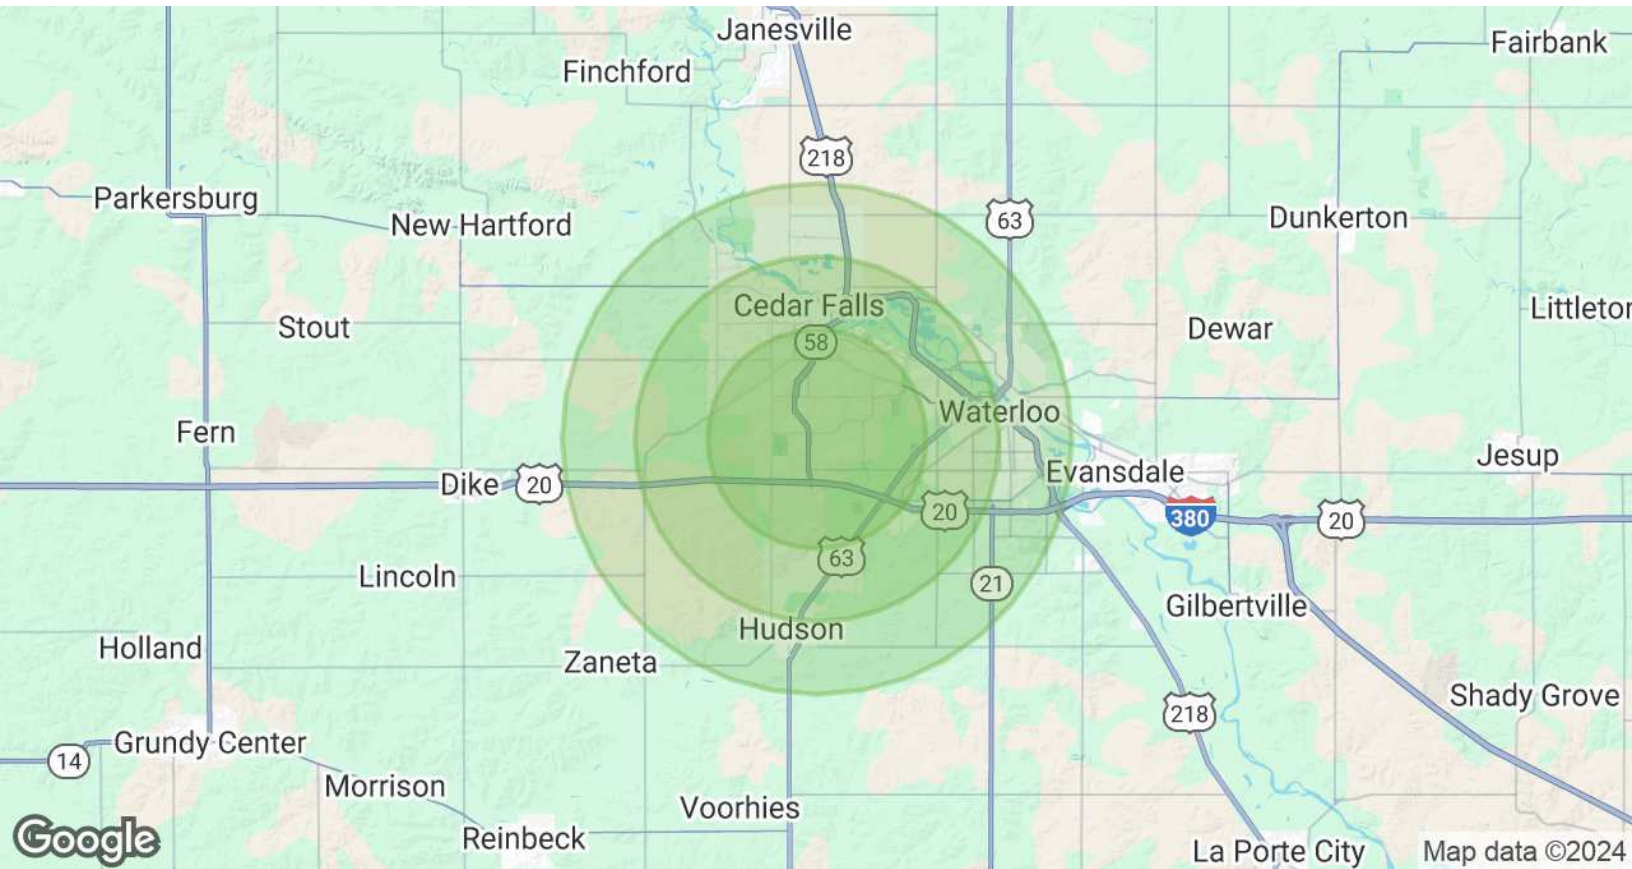 Janesville
Fairbank
Finchford
218
Parkersburg
New Hartford
63
Dunkerton
Cedar Falls
Littleton
Stout
58
Dewar
Waterloo
Fern
Jesup
Evansdale
Dike
20
20
380
20
63
Lincoln
21
Gilbertville
Hudson
Holland
Zaneta
Shady Grove
218
Grundy Center
14
Morrison
Voorhies
Google
Reinbeck
La Porte City
Map data ©2024